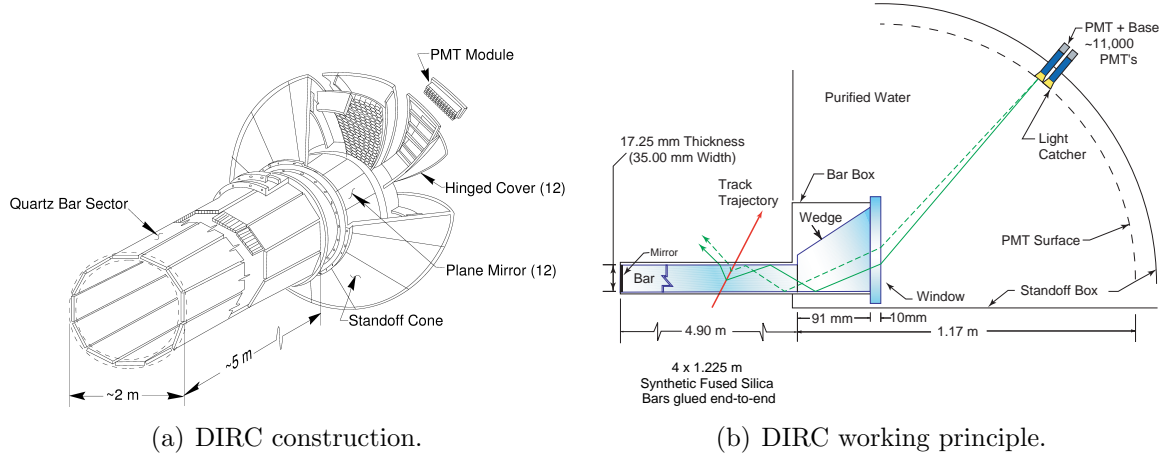 PMT Module
Hinged Cover (12)
Quartz Bar Sector
Plane Mirror (12)
Standoff Cone
~5 m
~2 m
(a) DIRC construction.
PMT + Base
~11,000
PMT's
Purified Water
Light
Catcher
17.25 mm Thickness
(35.00 mm Width)
Bar Box
Track
Trajectory
Wedge
PMT Surface
Mirror
Bar
Window
Standoff Box
91 mm
10mm
4.90 m
1.17 m
4 x 1.225 m
Synthetic Fused Silica
Bars glued end-to-end
(b) DIRC working principle.